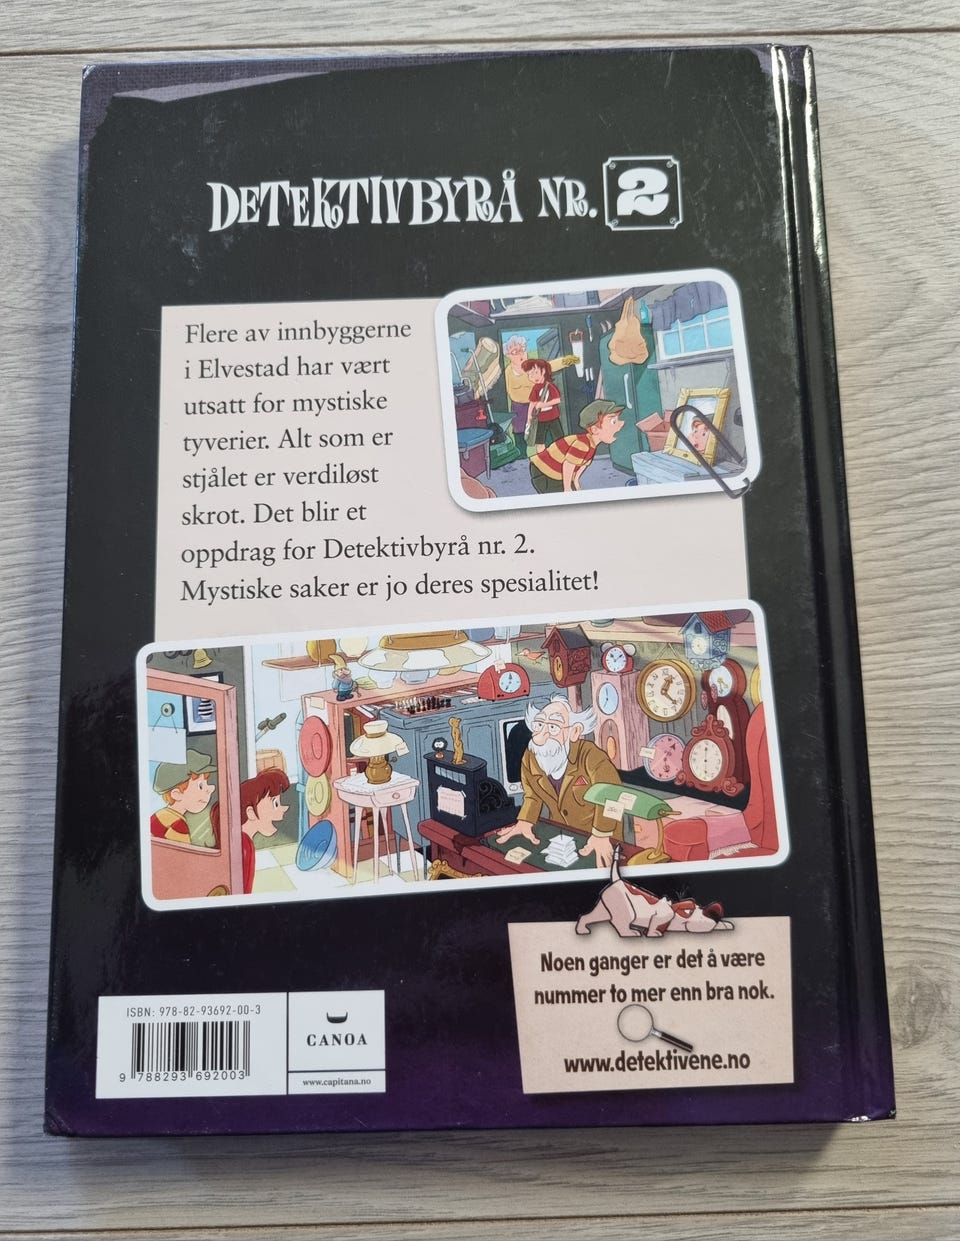 DETEKTIVBYRÅ NR. 2
Flere av innbyggerne
i Elvestad har vært
utsatt for mystiske
tyverier. Alt som er
stjålet er verdiløst
skrot. Det blir et
oppdrag for Detektivbyrå nr. 2.
Mystiske saker er jo deres spesialitet!
Noen ganger er det å være
nummer to mer enn bra nok.
www.detektivene.no
ISBN: 978-82-93692-00-3
9 788293 692003
CANOA
www.capitana.no